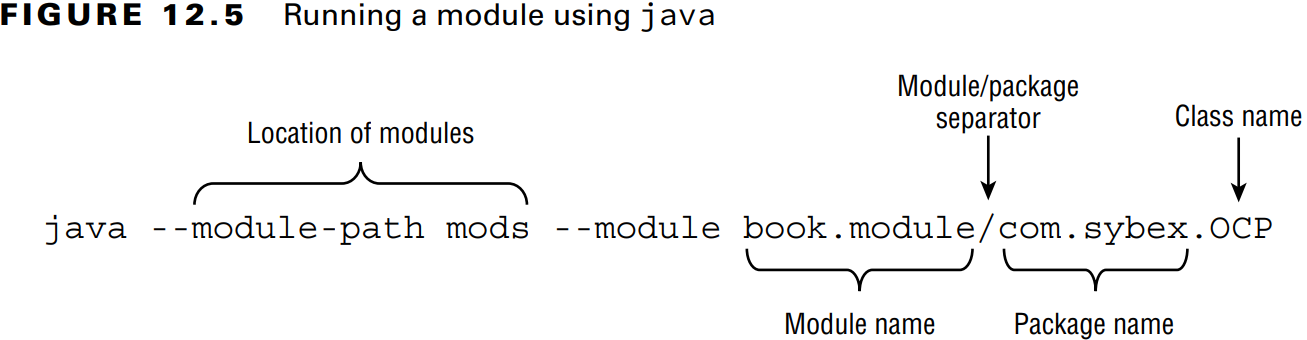 FIGURE 12.5 Running a module using java
Module/package
separator
Class name
Location of modules
java --module-path mods --module book.module/com.sybex.OCP
Module name
Package name